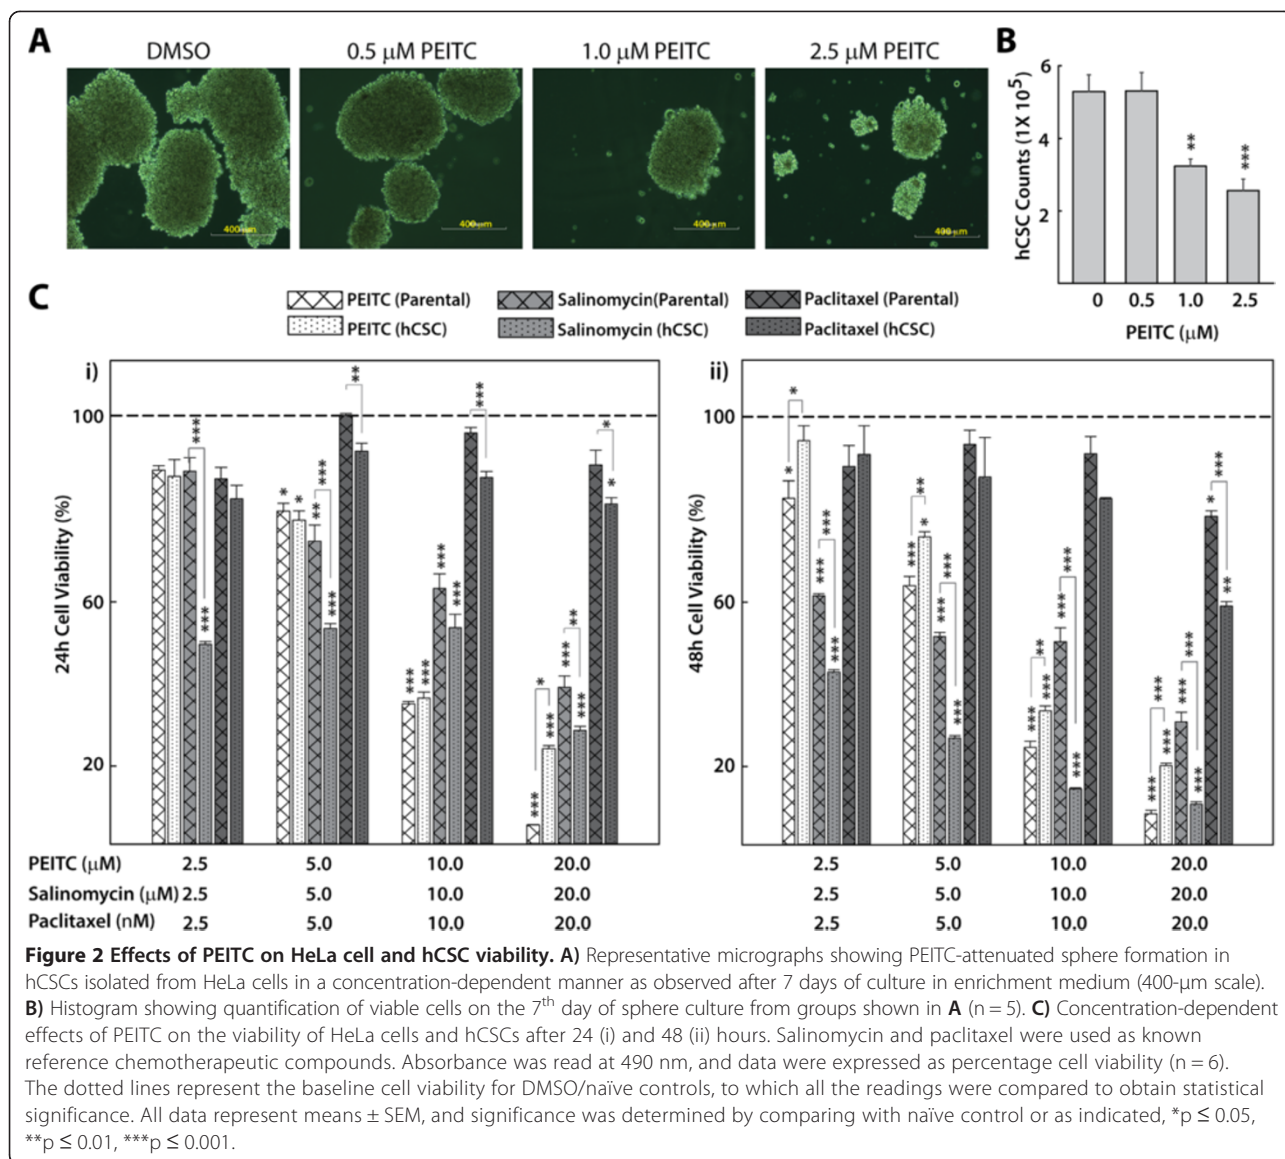 A
DMSO
0.5 μM PEITC
1.0 μM PEITC
2.5 μM PEITC
400 μm
400 μm
400 μm
400 μm
B
hCSC Counts (1X 10⁵)
6
4
2
**
***
0
0.5
1.0
2.5
PEITC (μM)
C
PEITC (Parental)
Salinomycin(Parental)
Paclitaxel (Parental)
PEITC (hCSC)
Salinomycin (hCSC)
Paclitaxel (hCSC)
i)
24h Cell Viability (%)
100
60
20
***
***
*
*
**
***
***
**
***
***
***
***
***
***
*
***
***
**
***
*
*
ii)
48h Cell Viability (%)
100
60
20
*
*
***
***
***
***
**
*
***
***
***
***
**
***
***
***
***
***
***
***
***
***
***
*
***
**
PEITC (μM) 2.5 5.0 10.0 20.0 2.5 5.0 10.0 20.0
Salinomycin (μM) 2.5 5.0 10.0 20.0 2.5 5.0 10.0 20.0
Paclitaxel (nM) 2.5 5.0 10.0 20.0 2.5 5.0 10.0 20.0
Figure 2 Effects of PEITC on HeLa cell and hCSC viability. A) Representative micrographs showing PEITC-attenuated sphere formation in
hCSCs isolated from HeLa cells in a concentration-dependent manner as observed after 7 days of culture in enrichment medium (400-μm scale).
B) Histogram showing quantification of viable cells on the 7th day of sphere culture from groups shown in A (n = 5). C) Concentration-dependent
effects of PEITC on the viability of HeLa cells and hCSCs after 24 (i) and 48 (ii) hours. Salinomycin and paclitaxel were used as known
reference chemotherapeutic compounds. Absorbance was read at 490 nm, and data were expressed as percentage cell viability (n = 6).
The dotted lines represent the baseline cell viability for DMSO/naïve controls, to which all the readings were compared to obtain statistical
significance. All data represent means ± SEM, and significance was determined by comparing with naïve control or as indicated, *p ≤ 0.05,
**p ≤ 0.01, ***p ≤ 0.001.